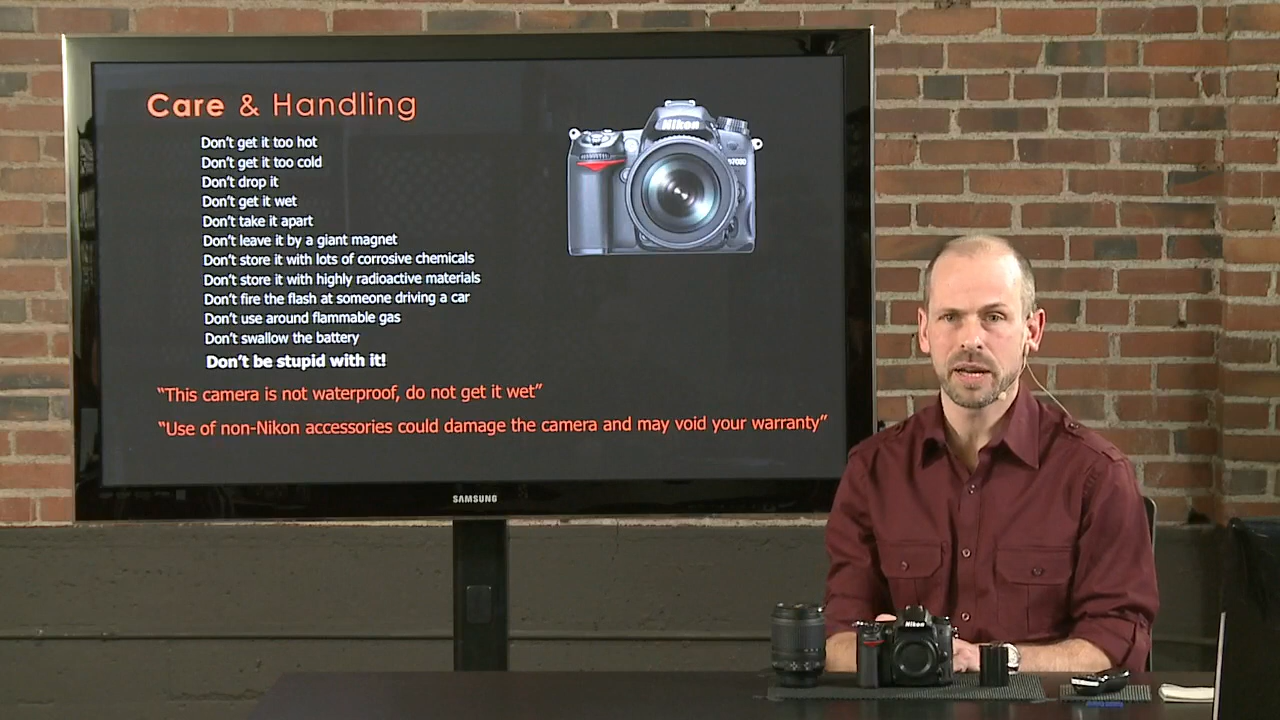 Care & Handling
Don't get it too hot
Don't get it too cold
Don't drop it
Don't get it wet
Don't take it apart
Don't leave it by a giant magnet
Don't store it with lots of corrosive chemicals
Don't store it with highly radioactive materials
Don't fire the flash at someone driving a car
Don't use around flammable gas
Don't swallow the battery
Don't be stupid with it!
"This camera is not waterproof, do not get it wet"
"Use of non-Nikon accessories could damage the camera and may void your warranty"
Nikon
D7000
SAMSUNG
Nikon